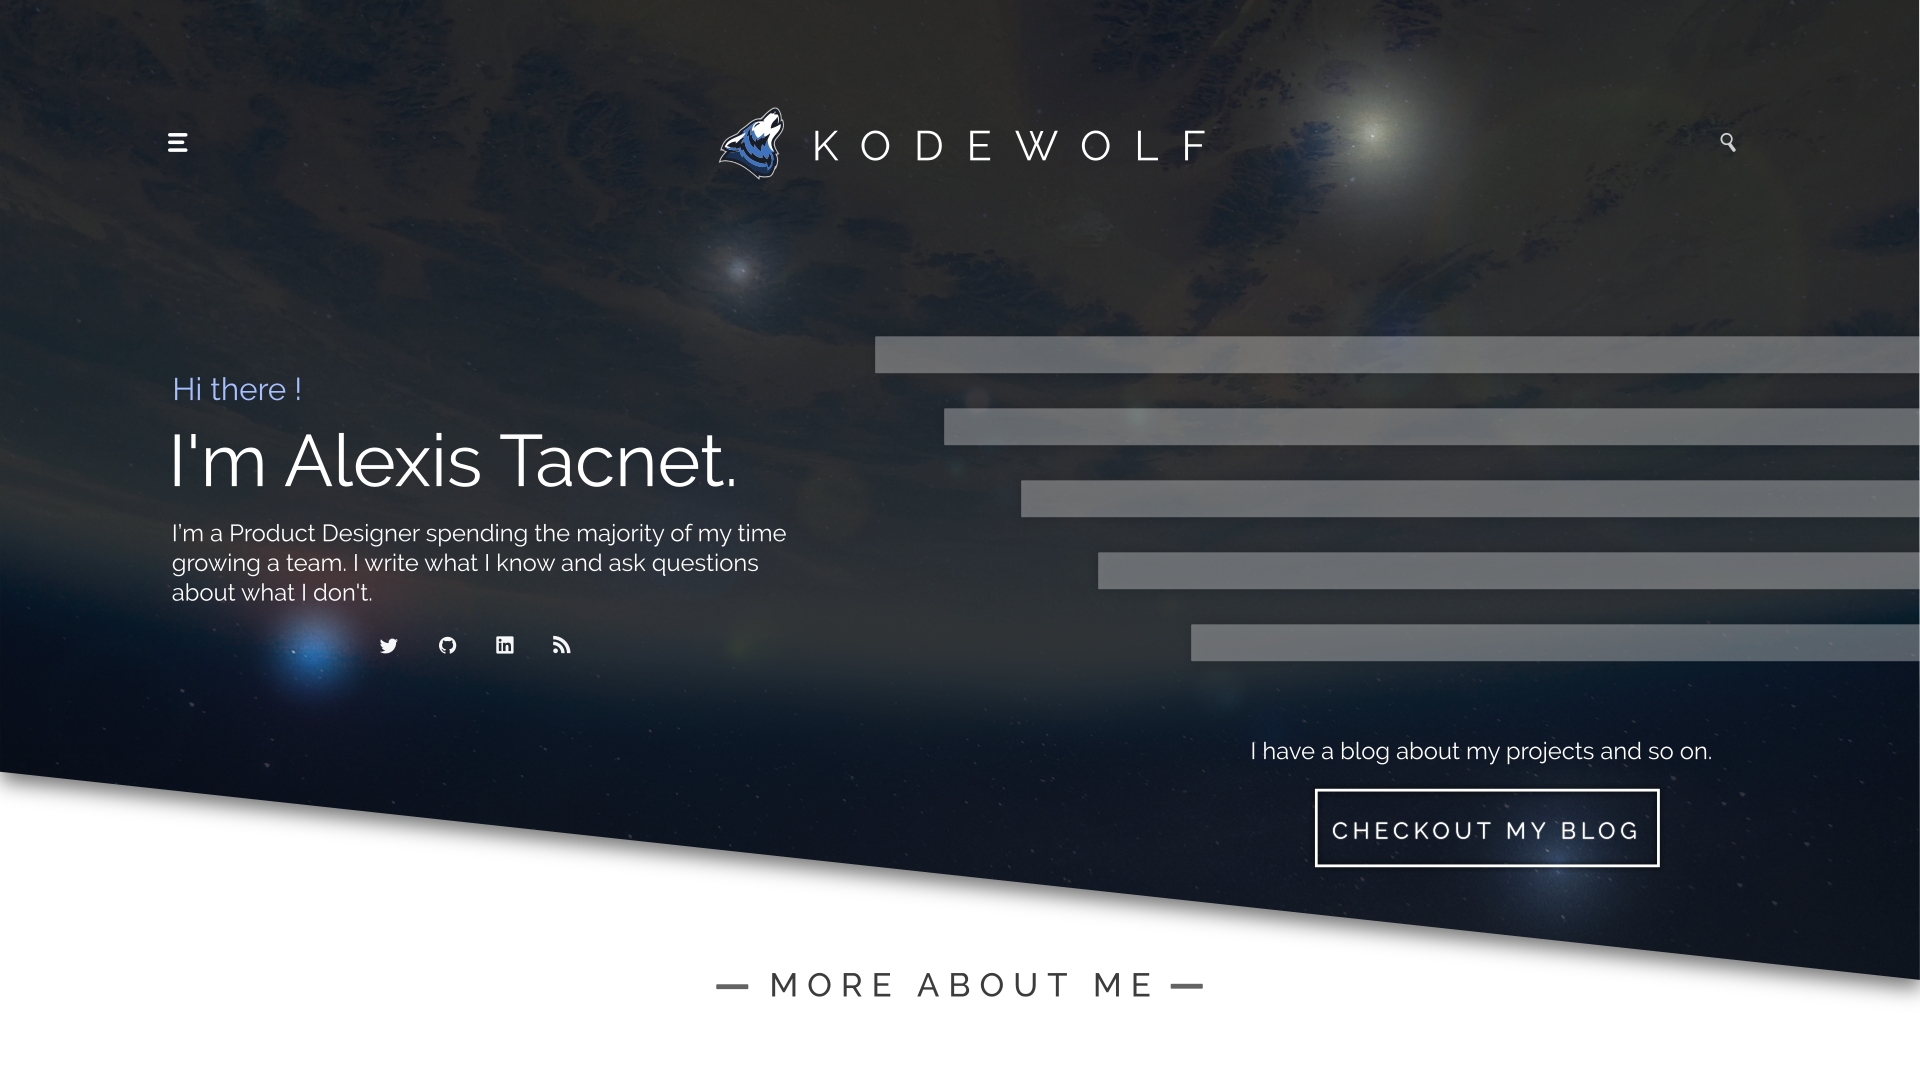 KODEWOLF
Hi there !
I'm Alexis Tacnet.
I'm a Product Designer spending the majority of my time
growing a team. I write what I know and ask questions
about what I don't.
I have a blog about my projects and so on.
CHECKOUT MY BLOG
— MORE ABOUT ME —